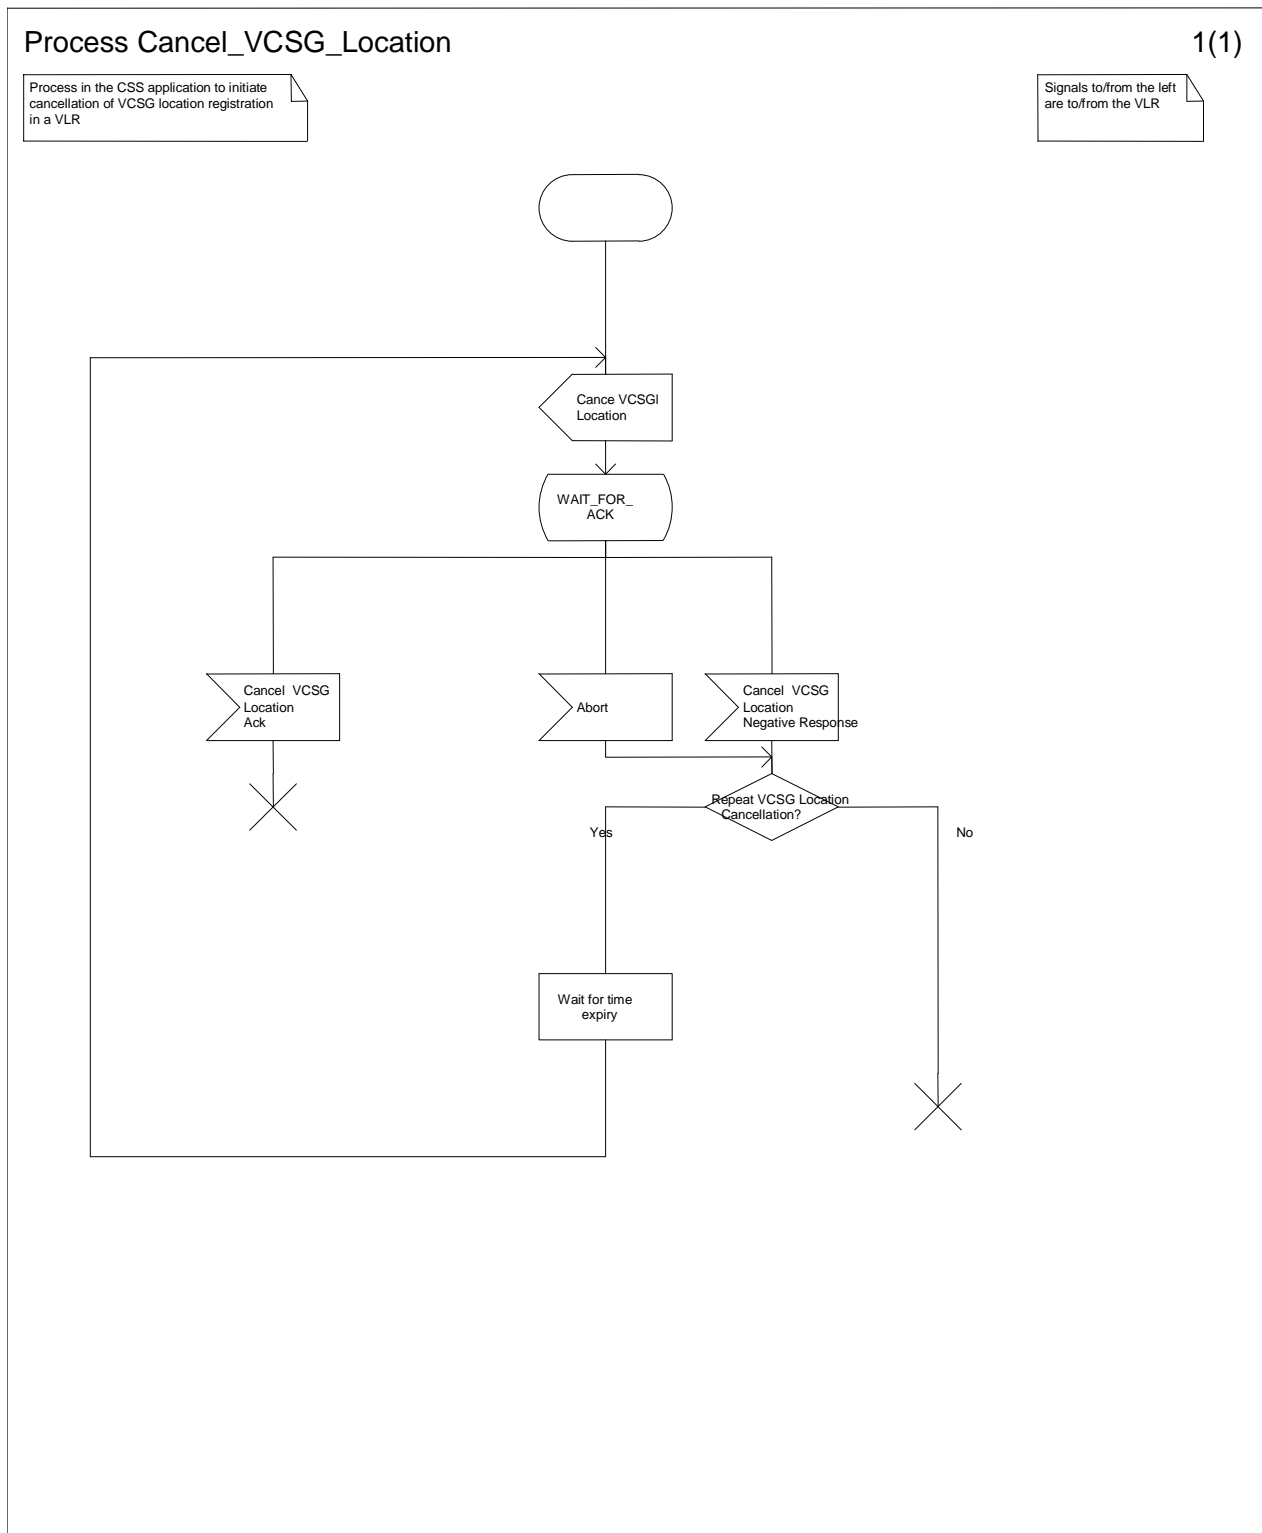 Process Cancel_VCSG_Location
1(1)
Process in the CSS application to initiate
cancellation of VCSG location registration
in a VLR
Signals to/from the left
are to/from the VLR
Cance VCSGl
Location
WAIT_FOR_
ACK
Cancel VCSG
Location
Ack
Abort
Cancel VCSG
Location
Negative Response
Repeat VCSG Location
Cancellation?
Yes
No
Wait for time
expiry